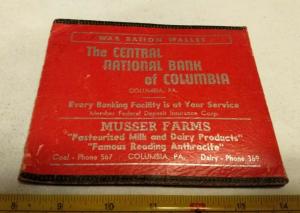 WAR RATION WALLET
The CENTRAL
NATIONAL BANK
of COLUMBIA
COLUMBIA, PA.
Every Banking Facility is at Your Service
Member Federal Deposit Insurance Corp.
MUSSER FARMS
"Pasteurized Milk and Dairy Products"
"Famous Reading Anthracite"
Coal - Phone 567 COLUMBIA, PA. Dairy - Phone 369